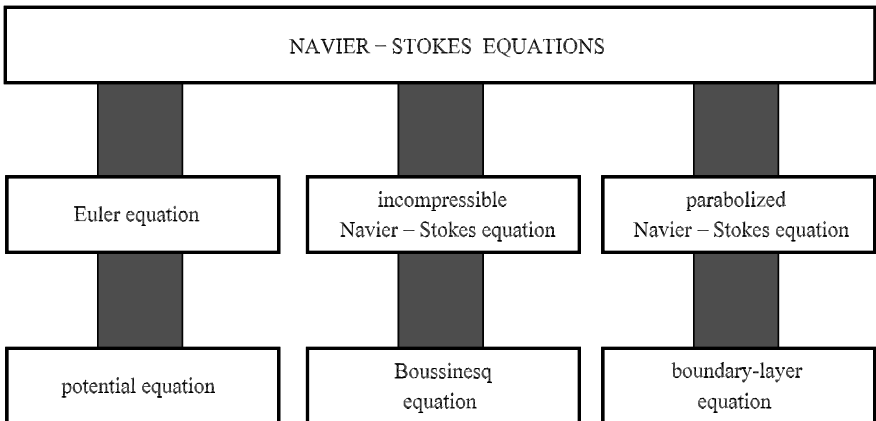 NAVIER – STOKES EQUATIONS
Euler equation
incompressible
Navier – Stokes equation
parabolized
Navier – Stokes equation
potential equation
Boussinesq
equation
boundary-layer
equation